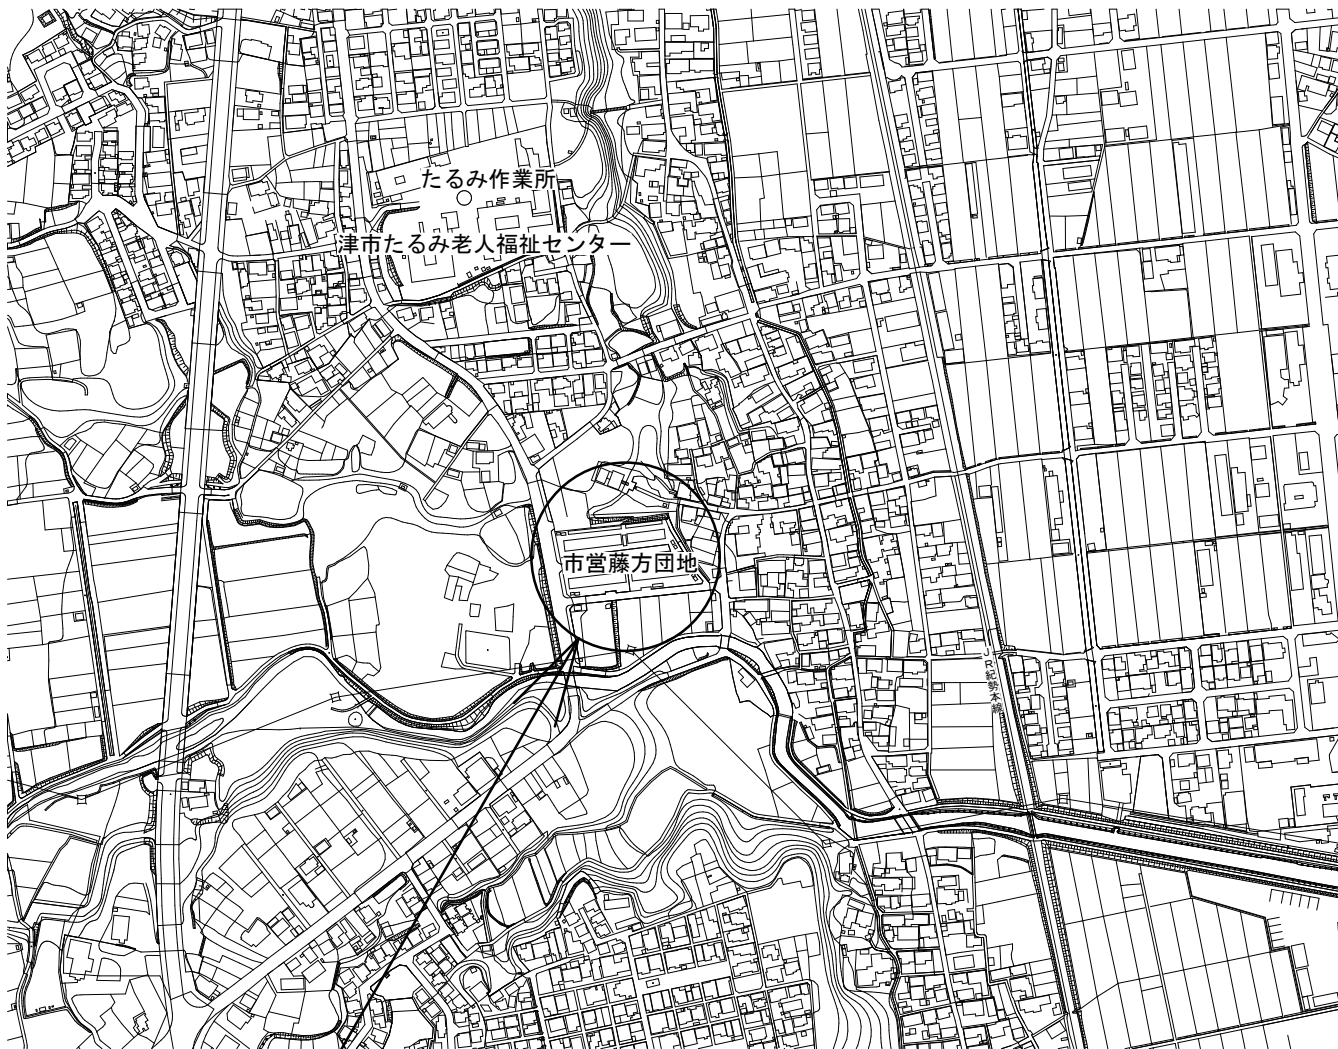 たるみ作業所
津市たるみ老人福祉センター
市営藤方団地
JR紀勢本線